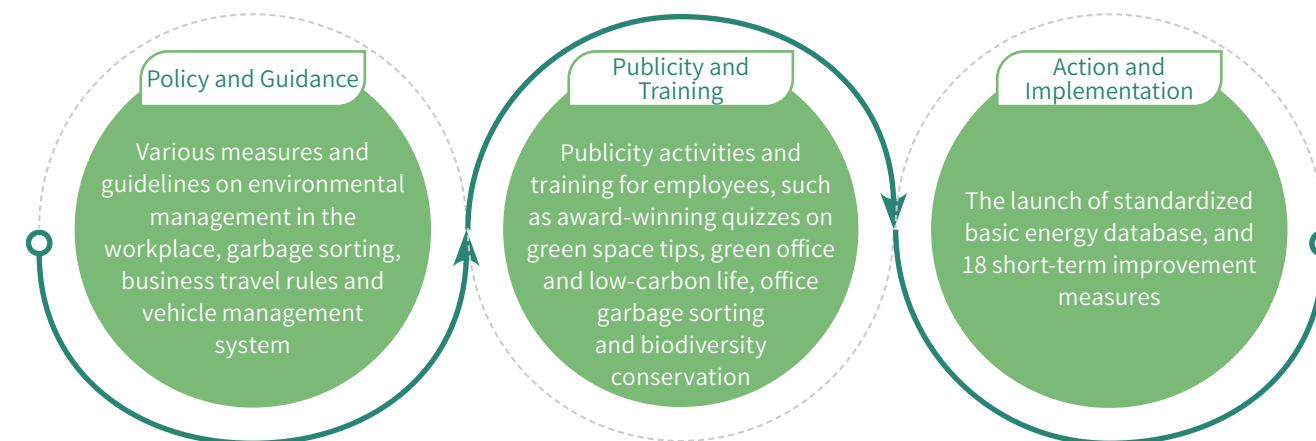 Policy and Guidance
Various measures and
guidelines on environmental
management in the
workplace, garbage sorting,
business travel rules and
vehicle management
system
Publicity and
Training
Publicity activities and
training for employees, such
as award-winning quizzes on
green space tips, green office
and low-carbon life, office
garbage sorting
and biodiversity
conservation
Action and
Implementation
The launch of standardized
basic energy database, and
18 short-term improvement
measures